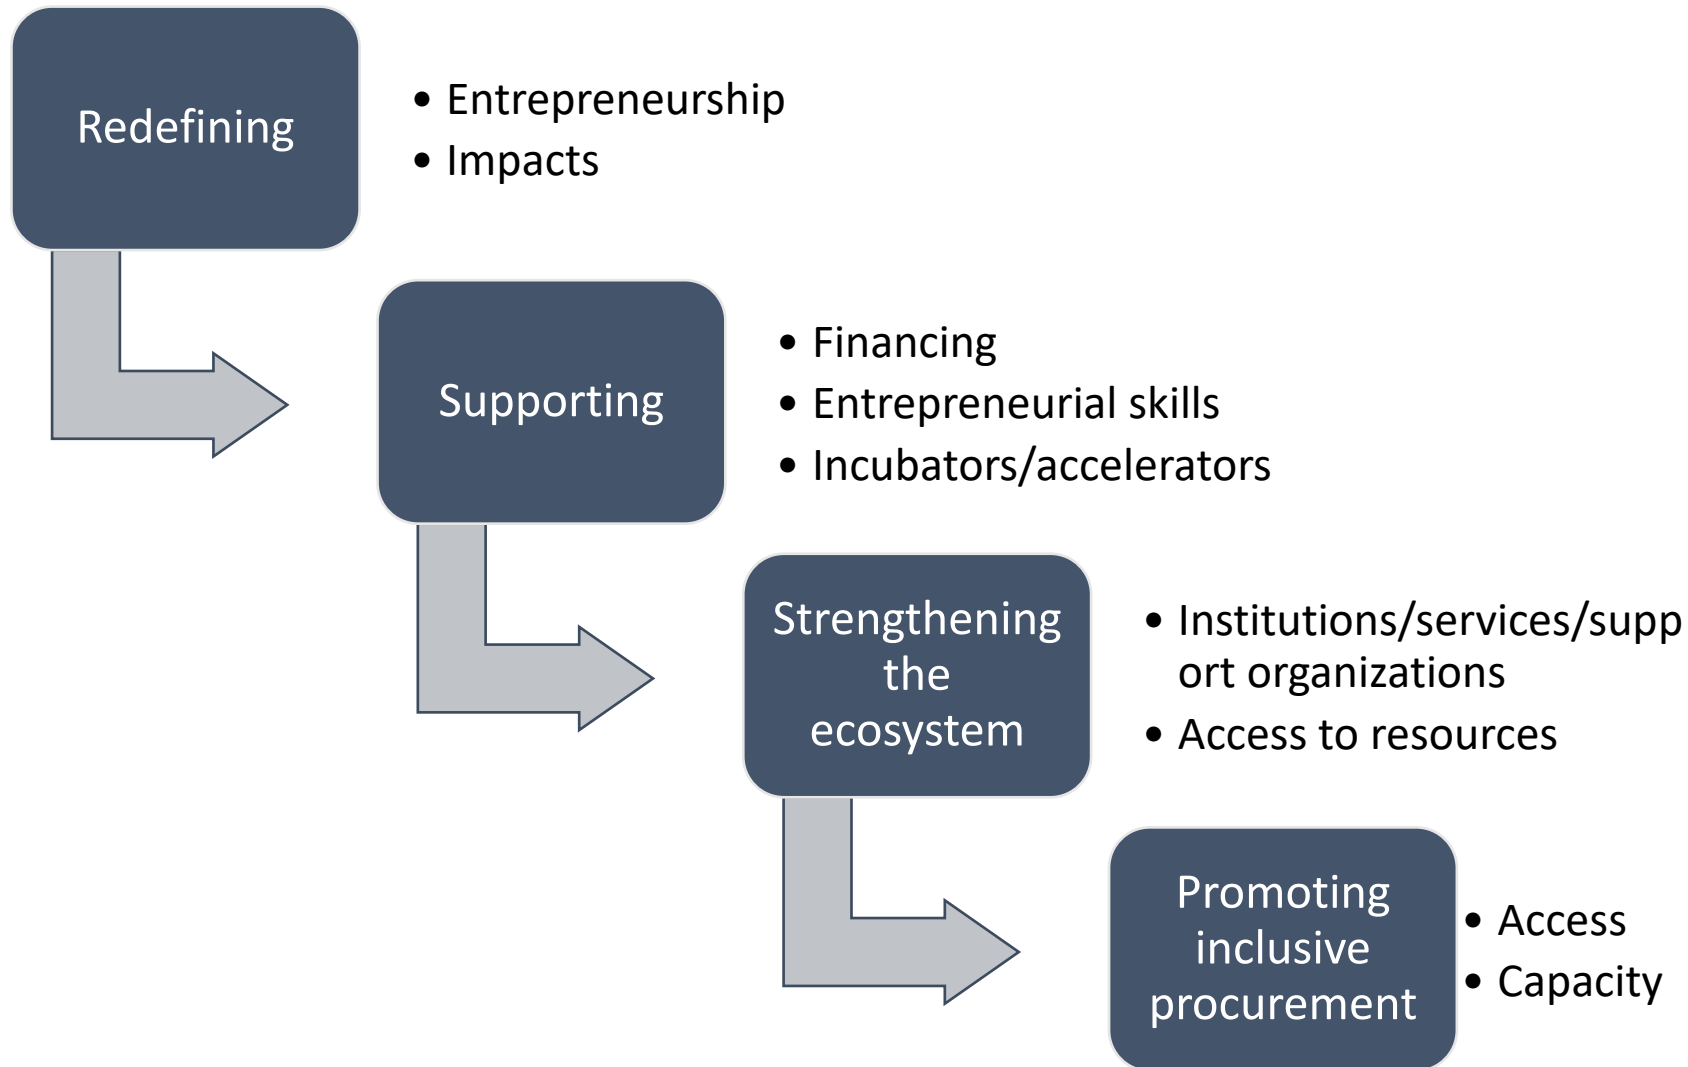 Redefining
• Entrepreneurship
• Impacts
Supporting
• Financing
• Entrepreneurial skills
• Incubators/accelerators
Strengthening
the
ecosystem
• Institutions/services/supp
ort organizations
• Access to resources
Promoting
inclusive
procurement
• Access
• Capacity